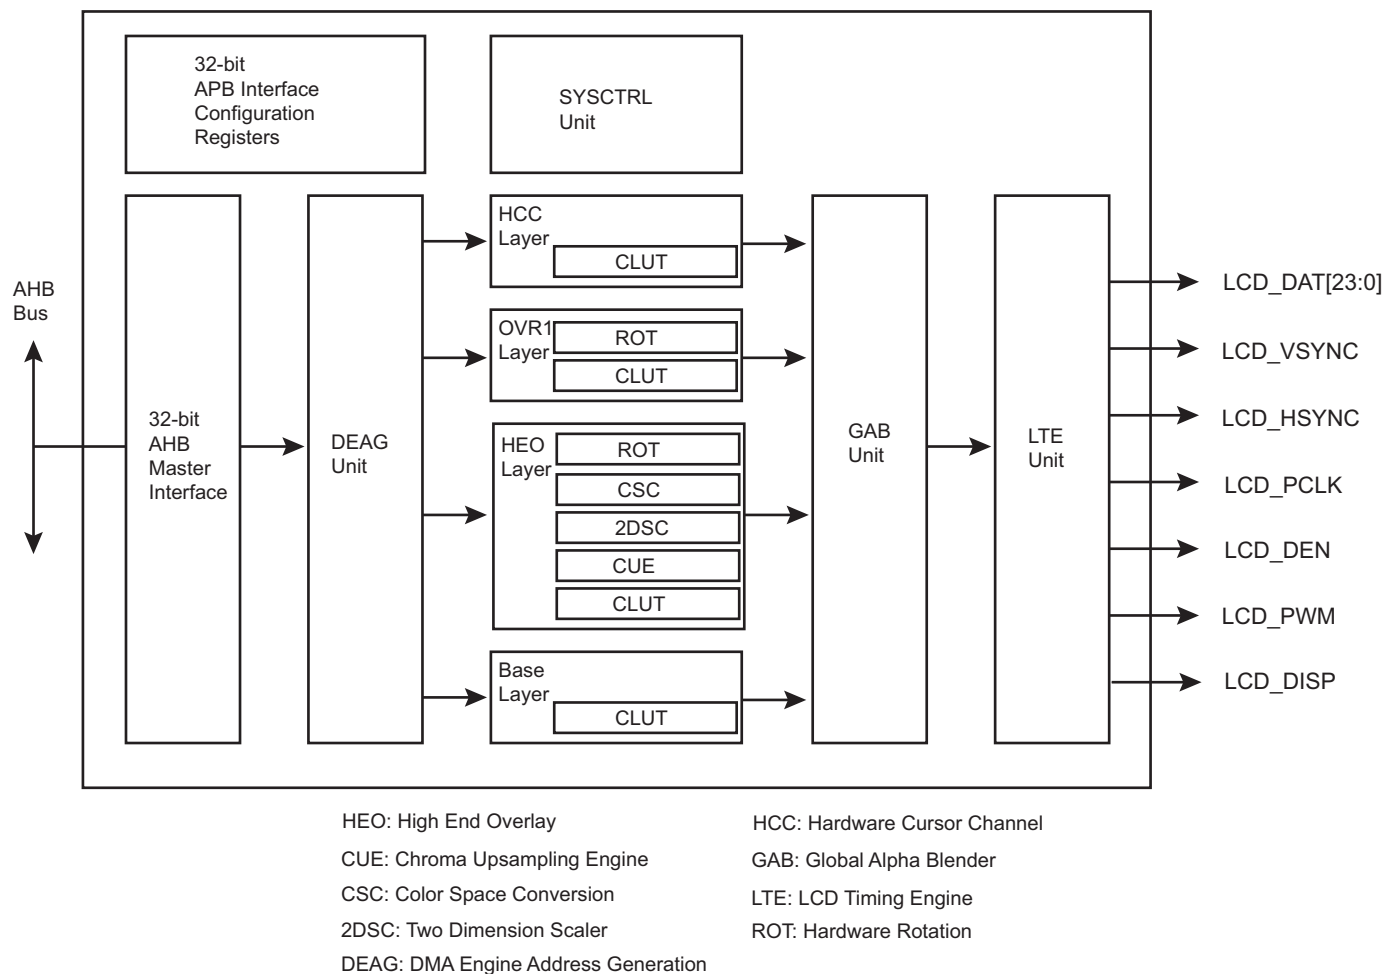 32-bit
APB Interface
Configuration
Registers
SYSCTRL
Unit
AHB
Bus
32-bit
AHB
Master
Interface
DEAG
Unit
HCC
Layer
CLUT
OVR1
Layer
ROT
CLUT
HEO
Layer
ROT
CSC
2DSC
CUE
CLUT
Base
Layer
CLUT
GAB
Unit
LTE
Unit
LCD_DAT[23:0]
LCD_VSYNC
LCD_HSYNC
LCD_PCLK
LCD_DEN
LCD_PWM
LCD_DISP
HEO: High End Overlay
CUE: Chroma Upsampling Engine
CSC: Color Space Conversion
2DSC: Two Dimension Scaler
DEAG: DMA Engine Address Generation
HCC: Hardware Cursor Channel
GAB: Global Alpha Blender
LTE: LCD Timing Engine
ROT: Hardware Rotation